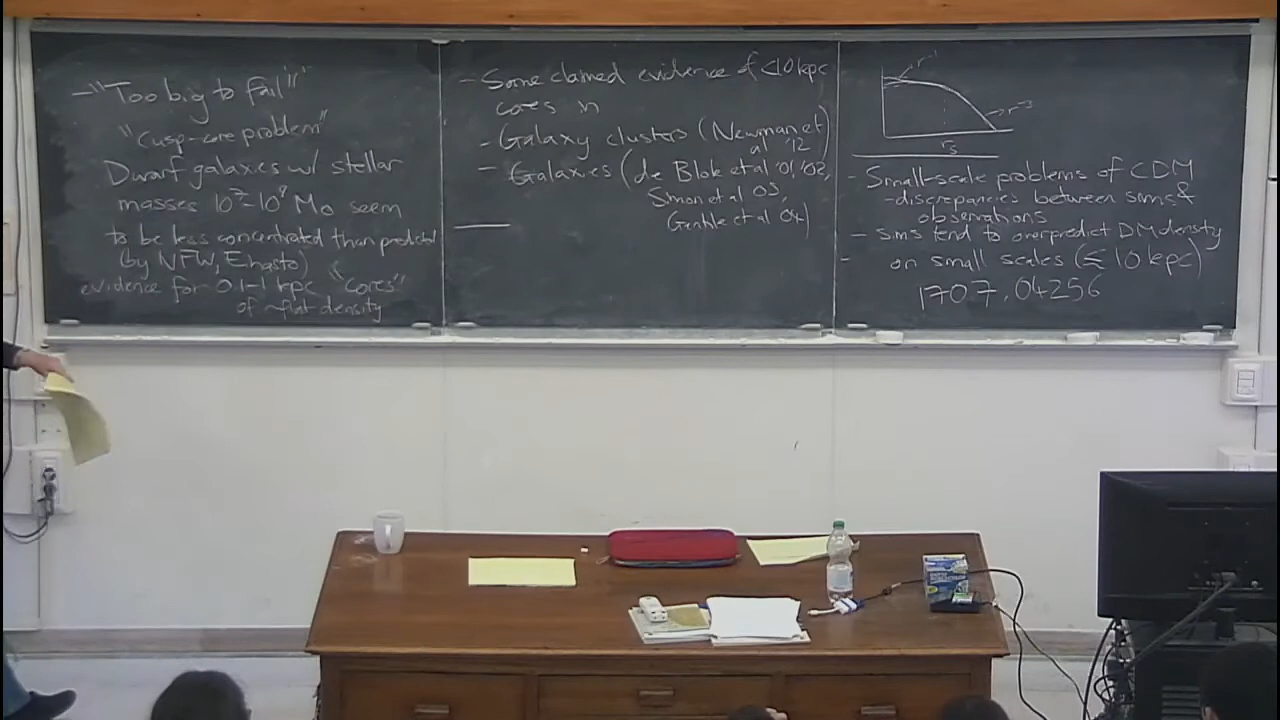 - "Too big to fail"
"Cusp-core problem"
Dwarf galaxies w/ stellar
masses 10⁷-10⁹ M⊙ seem
to be less concentrated than predicted
(by NFW, Einasto)
evidence for 0.1-1 kpc "cores"
of ~flat density
- Some claimed evidence of <10 kpc
cores in
- Galaxy clusters (Newman et
al '12)
- Galaxies (de Blok et al '01, '02,
Simon et al 03,
Gentile et al 04)
r⁻¹
r⁻³
rs
- Small-scale problems of CDM
- discrepancies between sims &
observations
- sims tend to overpredict DM density
- on small scales (≲ 10 kpc)
1707.04256